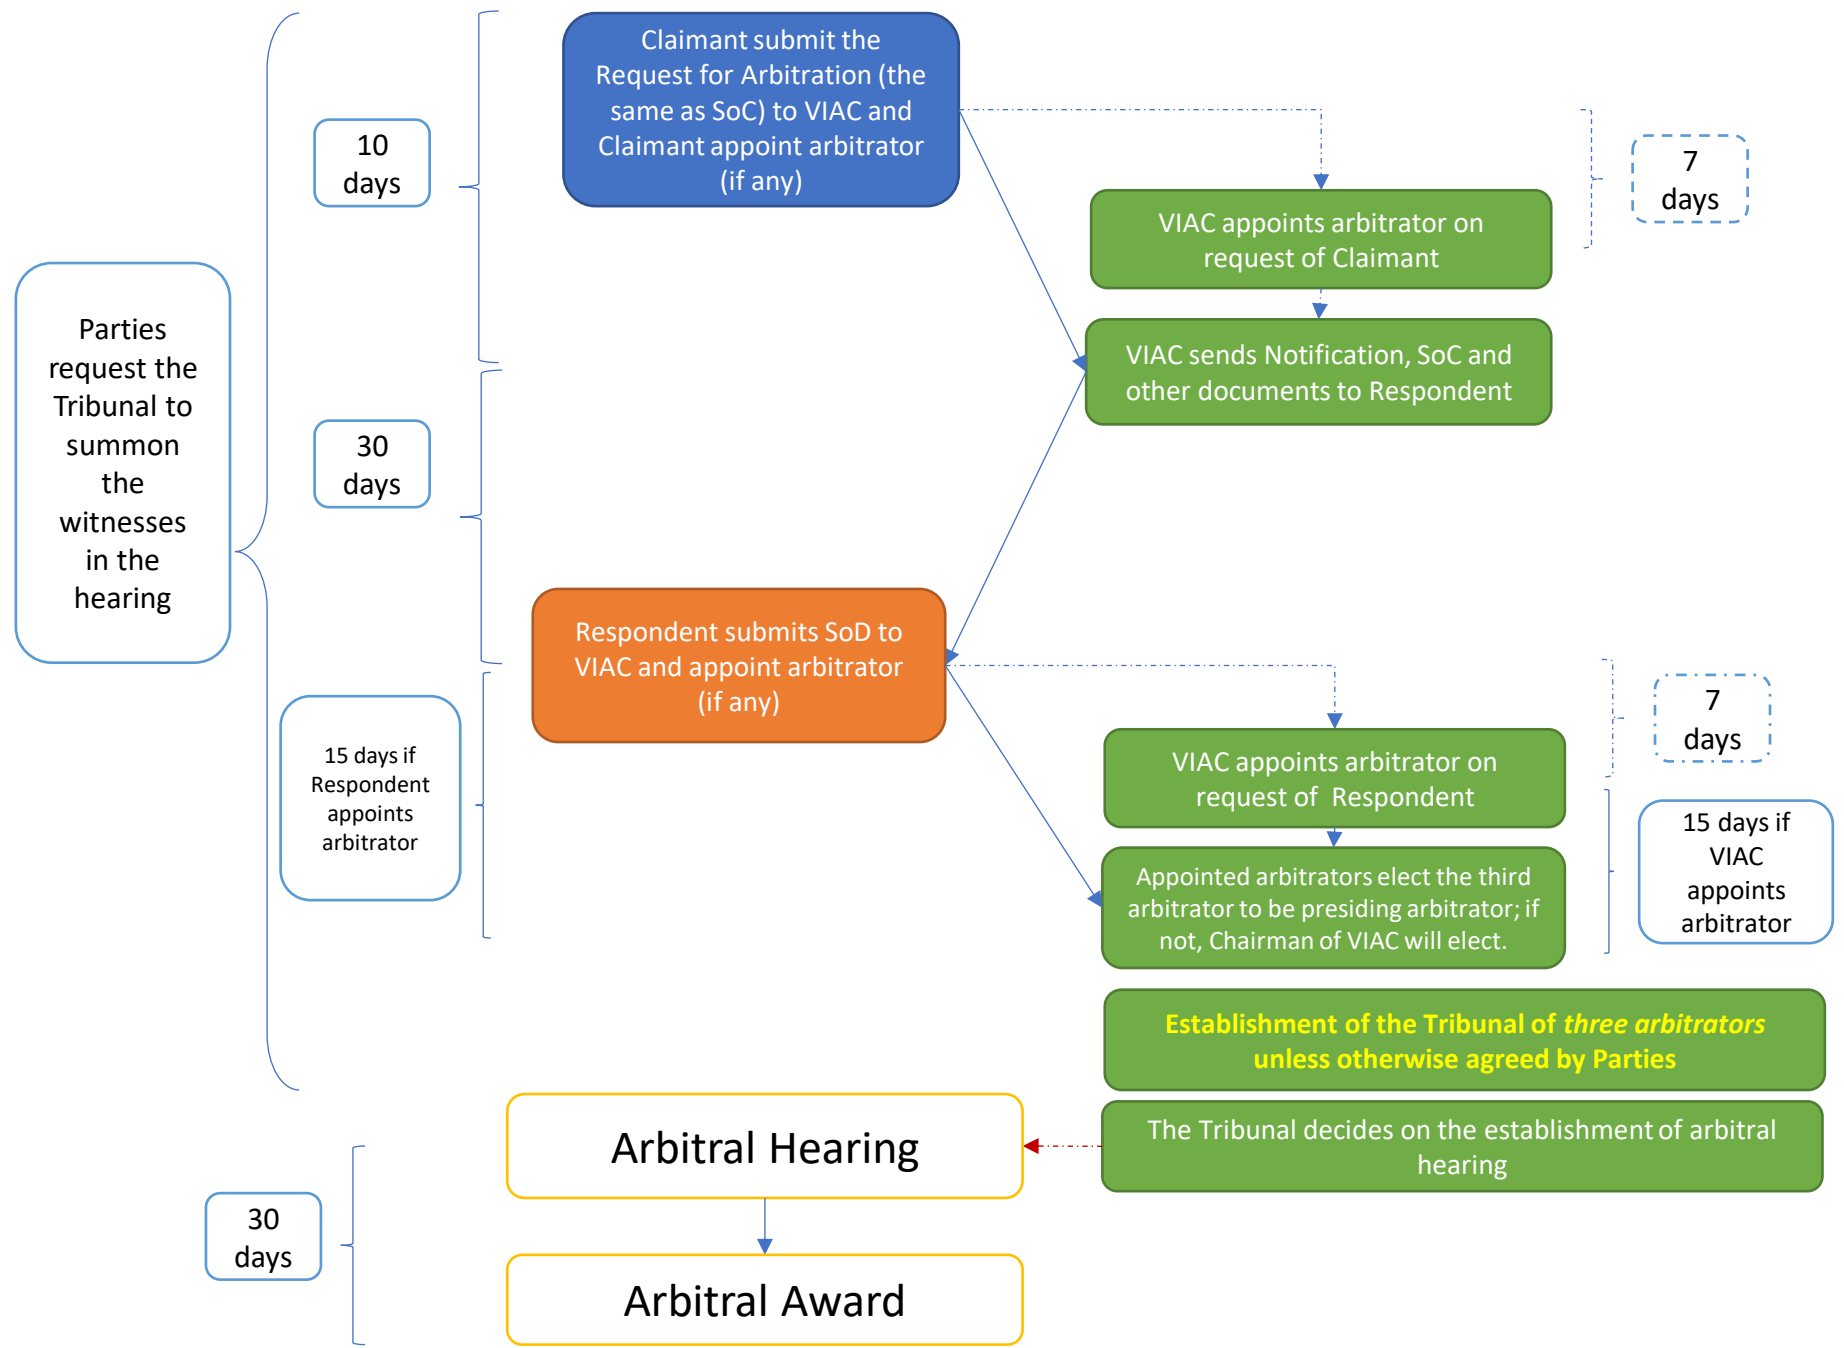 Claimant submit the
Request for Arbitration (the
same as SoC) to VIAC and
Claimant appoint arbitrator
(if any)
10
days
7
days
VIAC appoints arbitrator on
request of Claimant
Parties
request the
Tribunal to
summon
the
witnesses
in the
hearing
VIAC sends Notification, SoC and
other documents to Respondent
30
days
Respondent submits SoD to
VIAC and appoint arbitrator
(if any)
7
days
15 days if
Respondent
appoints
arbitrator
VIAC appoints arbitrator on
request of Respondent
15 days if
VIAC
appoints
arbitrator
Appointed arbitrators elect the third
arbitrator to be presiding arbitrator; if
not, Chairman of VIAC will elect.
Establishment of the Tribunal of three arbitrators
unless otherwise agreed by Parties
The Tribunal decides on the establishment of arbitral
hearing
Arbitral Hearing
30
days
Arbitral Award